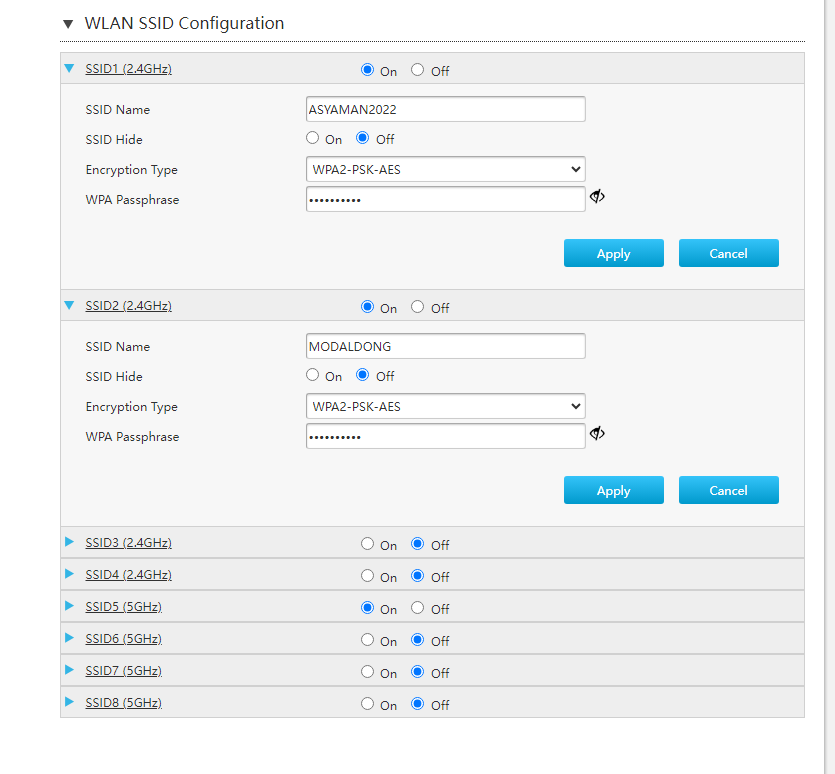 WLAN SSID Configuration
SSID1 (2.4GHz) On Off
SSID Name ASYAMAN2022
SSID Hide On Off
Encryption Type WPA2-PSK-AES
WPA Passphrase ••••••••••
Apply Cancel
SSID2 (2.4GHz) On Off
SSID Name MODALDONG
SSID Hide On Off
Encryption Type WPA2-PSK-AES
WPA Passphrase ••••••••••
Apply Cancel
SSID3 (2.4GHz) On Off
SSID4 (2.4GHz) On Off
SSID5 (5GHz) On Off
SSID6 (5GHz) On Off
SSID7 (5GHz) On Off
SSID8 (5GHz) On Off